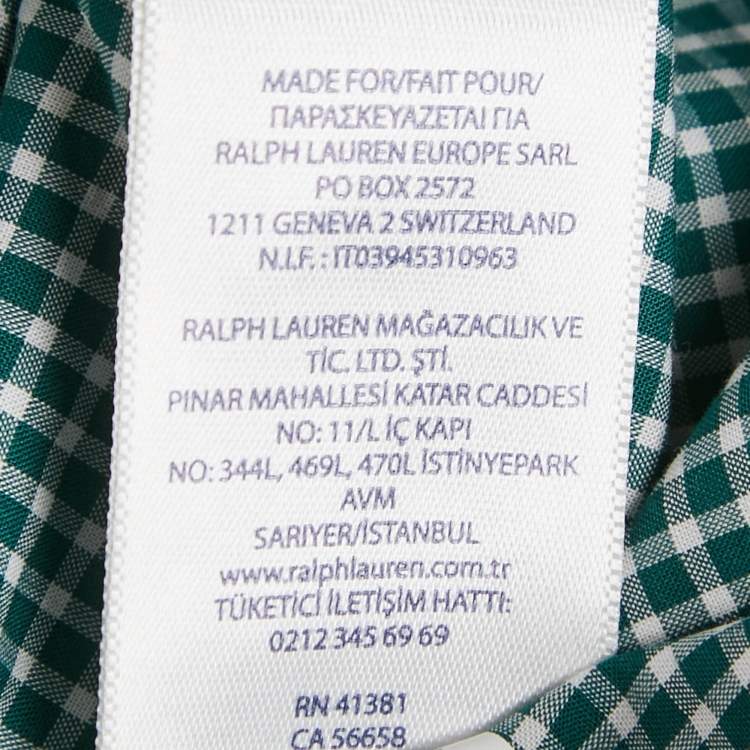 MADE FOR/FAIT POUR/
ΠΑΡΑΣΚΕΥΑΖΕΤΑΙ ΓΙΑ
RALPH LAUREN EUROPE SARL
PO BOX 2572
1211 GENEVA 2 SWITZERLAND
N.I.F. : IT03945310963
RALPH LAUREN MAĞAZACILIK VE
TİC. LTD. ŞTİ.
PINAR MAHALLESİ KATAR CADDESİ
NO: 11/L İÇ KAPI
NO: 344L, 469L, 470L İSTİNYEPARK
AVM
SARIYER/İSTANBUL
www.ralphlauren.com.tr
TÜKETİCİ İLETİŞİM HATTI:
0212 345 69 69
RN 41381
CA 56658